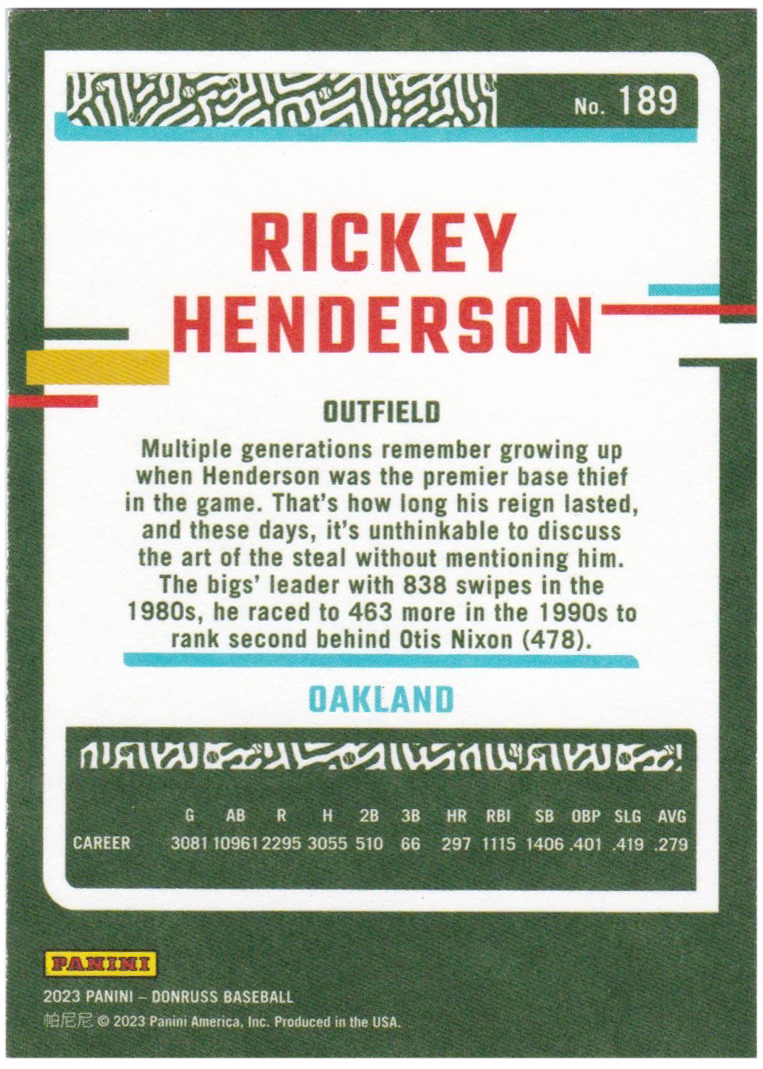 No. 189
RICKEY
HENDERSON
OUTFIELD
Multiple generations remember growing up
when Henderson was the premier base thief
in the game. That's how long his reign lasted,
and these days, it's unthinkable to discuss
the art of the steal without mentioning him.
The bigs' leader with 838 swipes in the
1980s, he raced to 463 more in the 1990s to
rank second behind Otis Nixon (478).
OAKLAND
G AB R H 2B 3B HR RBI SB OBP SLG AVG
CAREER 3081 10961 2295 3055 510 66 297 1115 1406 .401 .419 .279
PANINI
2023 PANINI – DONRUSS BASEBALL
帕尼尼 © 2023 Panini America, Inc. Produced in the USA.